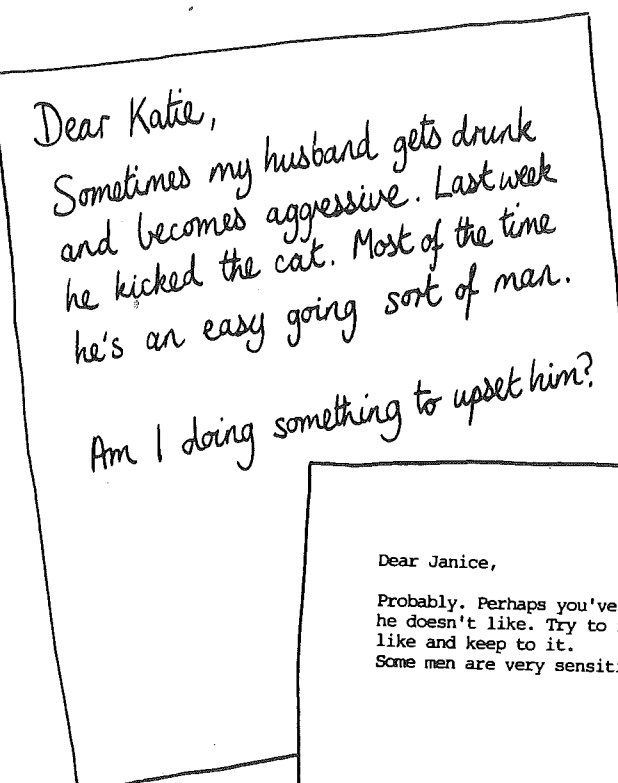 Dear Katie,
Sometimes my husband gets drunk
and becomes aggressive. Last week
he kicked the cat. Most of the time
he's an easy going sort of man.
Am I doing something to upset him?
Dear Janice,
Probably. Perhaps you've
he doesn't like. Try to
like and keep to it.
Some men are very